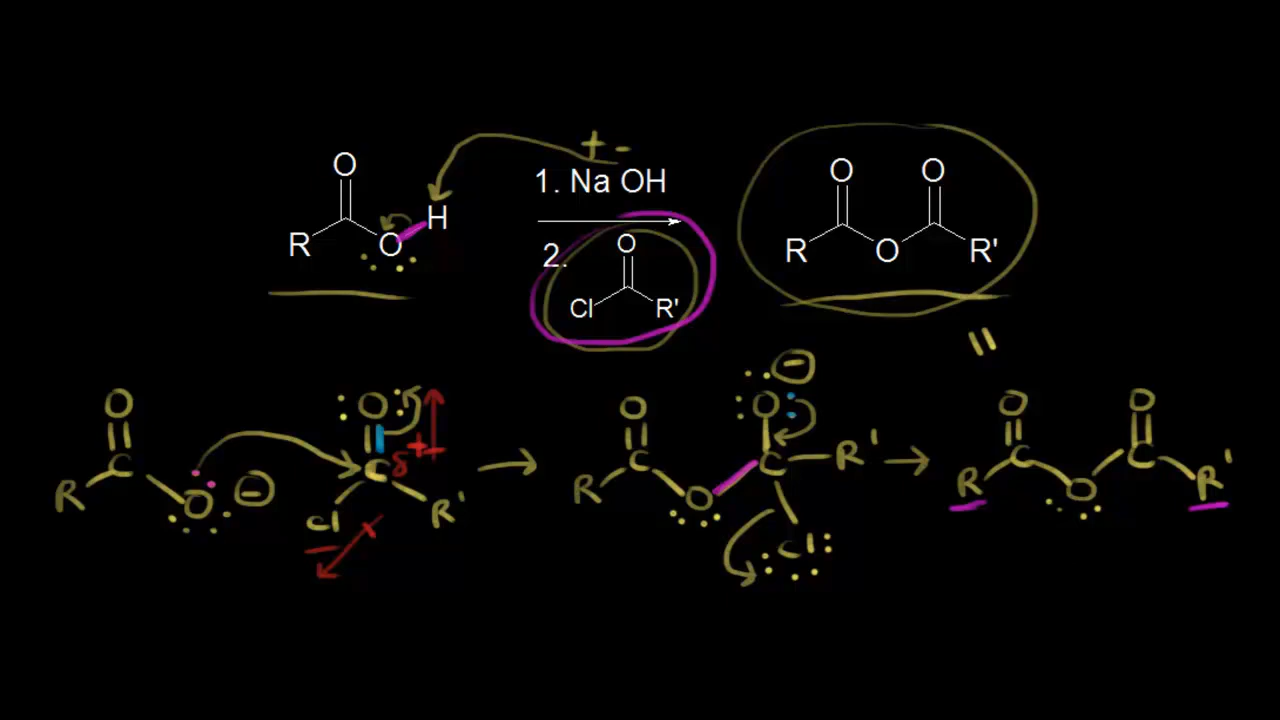 O
R O H
+ -
1. Na OH
2.
O
Cl R'
O O
R O R'
O
R C O -
O
C δ+
Cl R'
O
R C O
O -
C R'
Cl
O O
R C O C R'